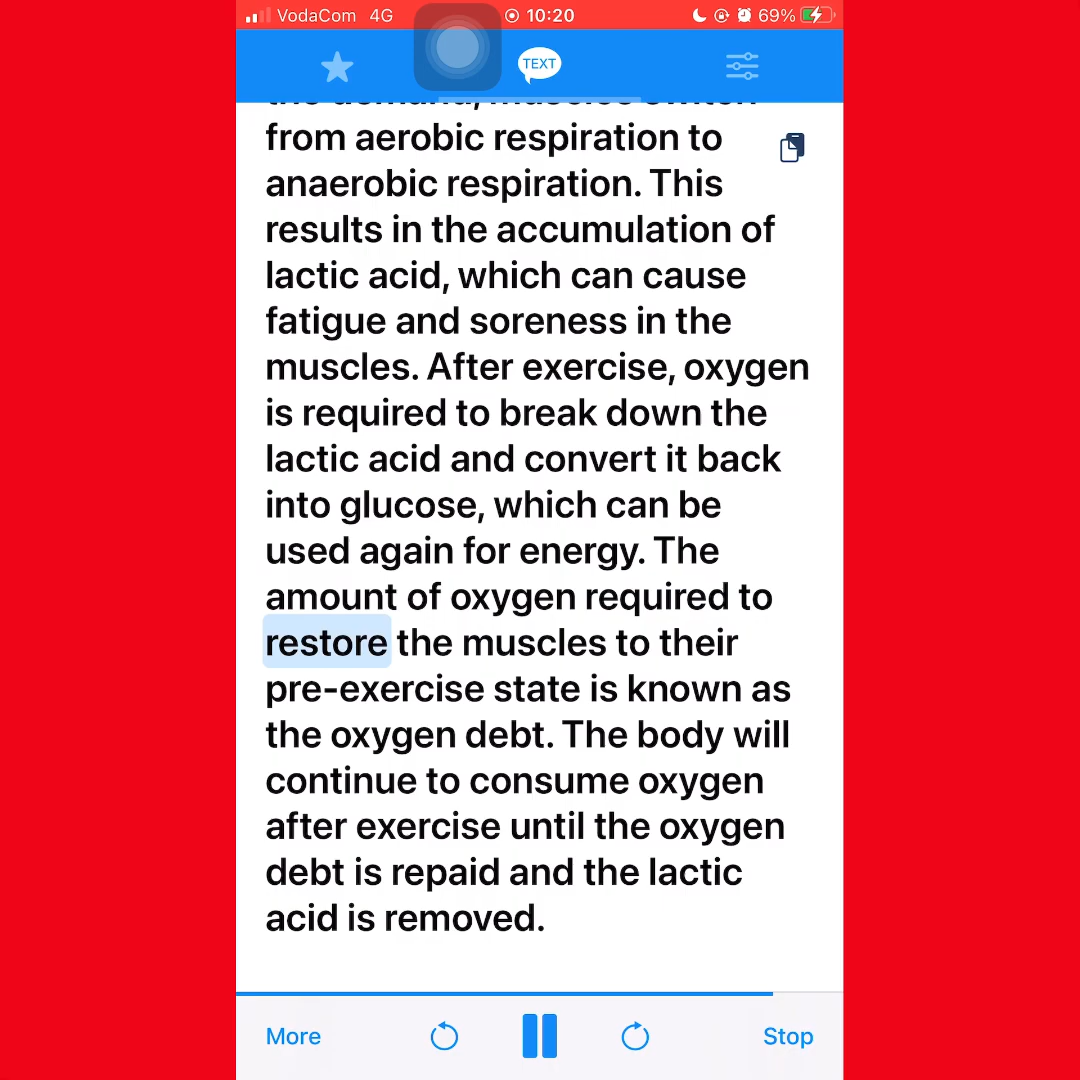 VodaCom 4G 10:20 69%
TEXT
the demand, muscles switch
from aerobic respiration to
anaerobic respiration. This
results in the accumulation of
lactic acid, which can cause
fatigue and soreness in the
muscles. After exercise, oxygen
is required to break down the
lactic acid and convert it back
into glucose, which can be
used again for energy. The
amount of oxygen required to
restore the muscles to their
pre-exercise state is known as
the oxygen debt. The body will
continue to consume oxygen
after exercise until the oxygen
debt is repaid and the lactic
acid is removed.
More Stop